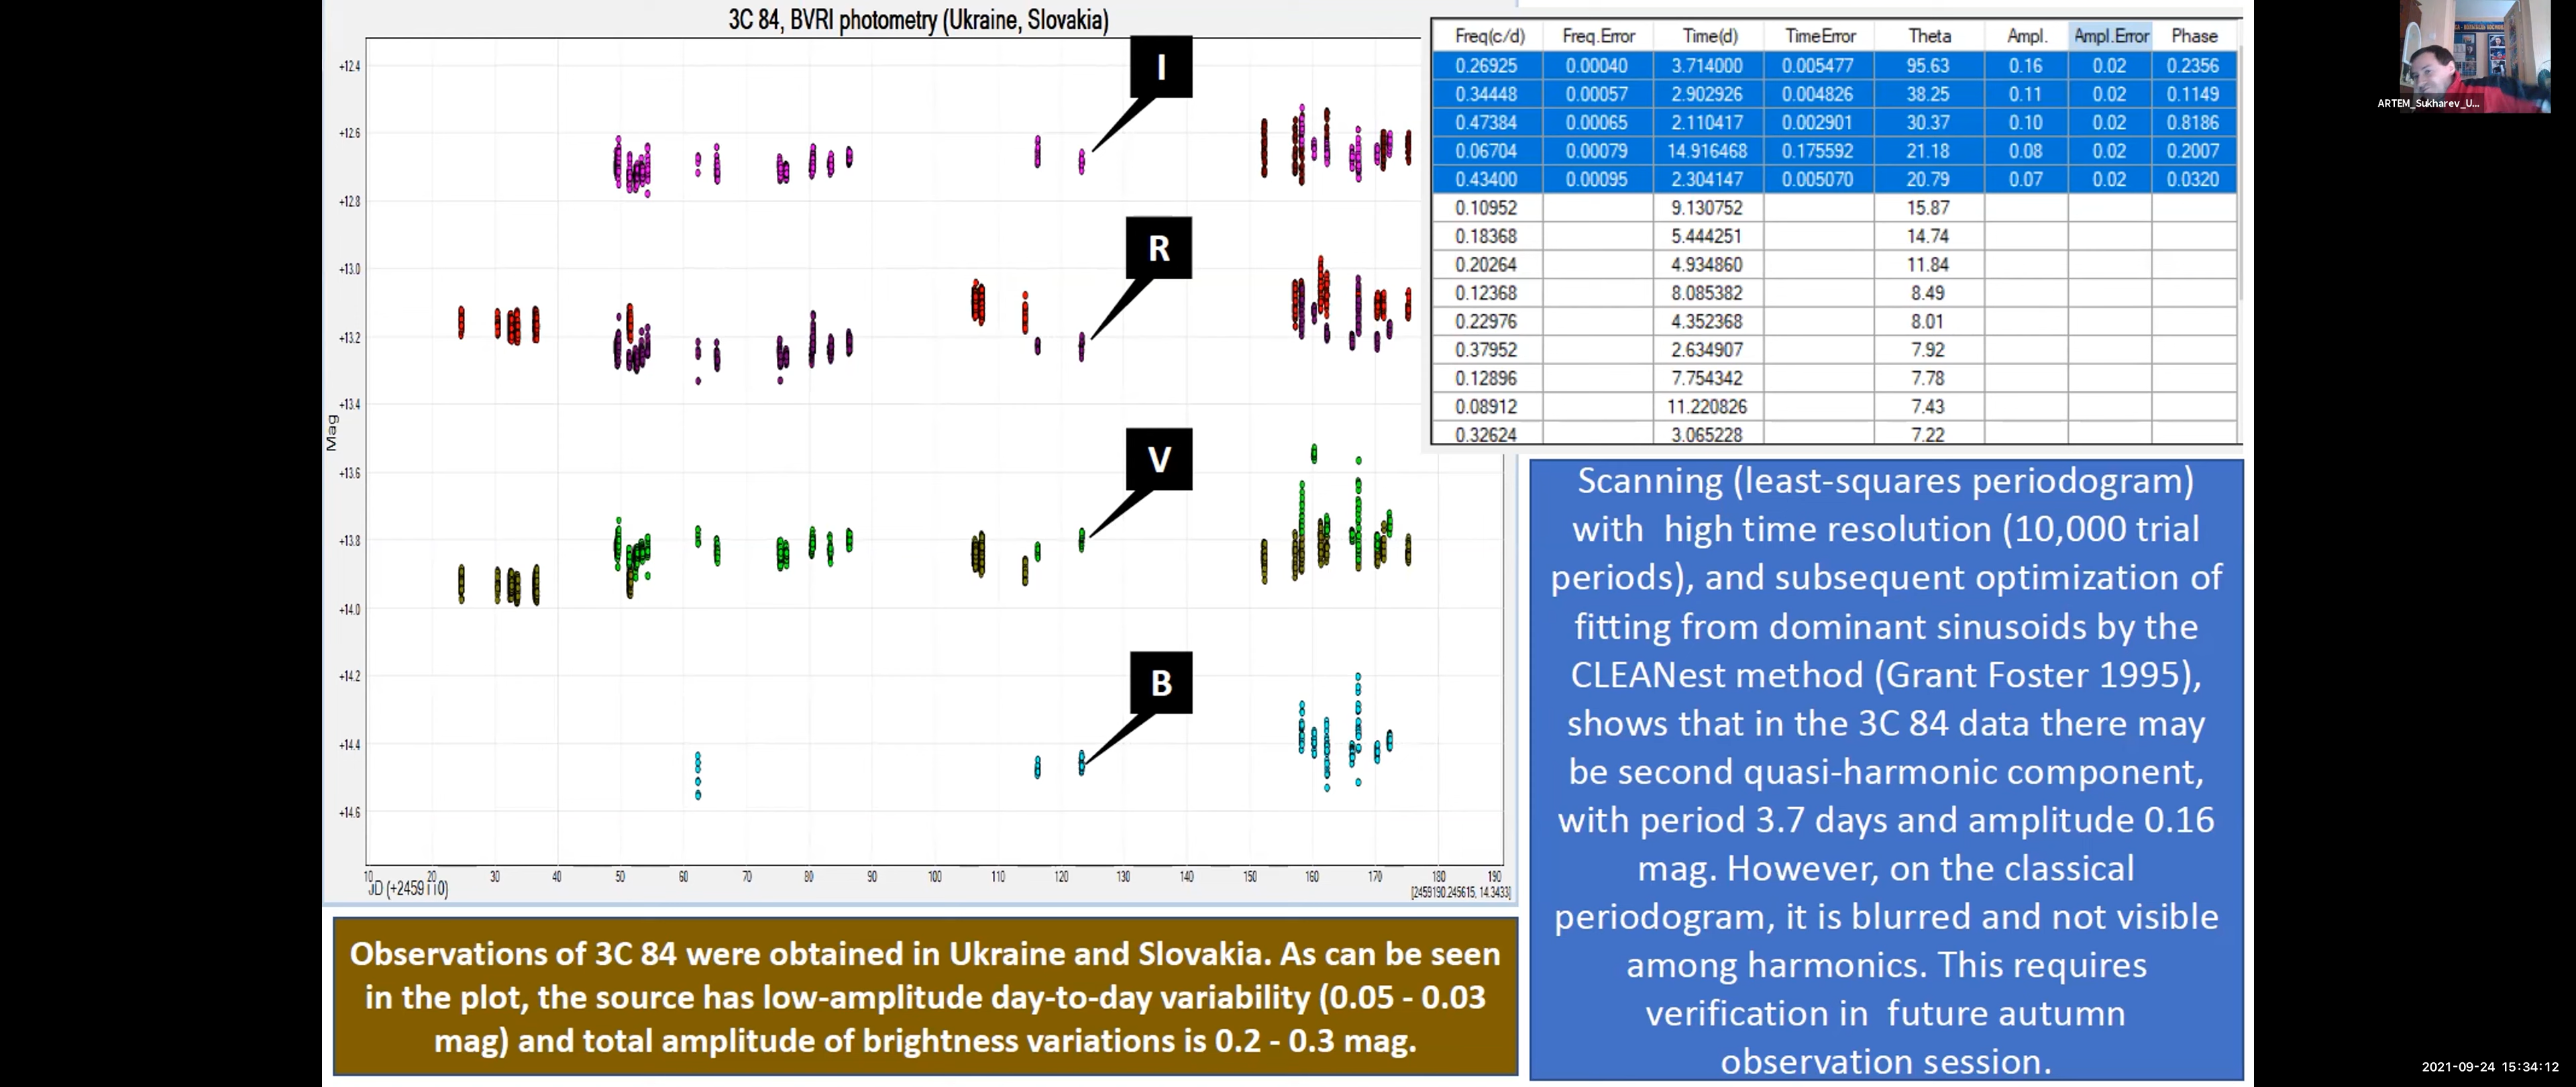 3C 84, BVRI photometry (Ukraine, Slovakia)
+12.4
+12.6
+12.8
+13.0
+13.2
+13.4
+13.6
+13.8
+14.0
+14.2
+14.4
+14.6
Mag
I
R
V
B
10 20 30 40 50 60 70 80 90 100 110 120 130 140 150 160 170 180 190
JD (+2459110)
[2459190.245615, 14.3433]
Freq(c/d) Freq.Error Time(d) TimeError Theta Ampl. Ampl.Error Phase
0.26925 0.00040 3.714000 0.005477 95.63 0.16 0.02 0.2356
0.34448 0.00057 2.902926 0.004826 38.25 0.11 0.02 0.1149
0.47384 0.00065 2.110417 0.002901 30.37 0.10 0.02 0.8186
0.06704 0.00079 14.916468 0.175592 21.18 0.08 0.02 0.2007
0.43400 0.00095 2.304147 0.005070 20.79 0.07 0.02 0.0320
0.10952 9.130752 15.87
0.18368 5.444251 14.74
0.20264 4.934860 11.84
0.12368 8.085382 8.49
0.22976 4.352368 8.01
0.37952 2.634907 7.92
0.12896 7.754342 7.78
0.08912 11.220826 7.43
0.32624 3.065228 7.22
Observations of 3C 84 were obtained in Ukraine and Slovakia. As can be seen
in the plot, the source has low-amplitude day-to-day variability (0.05 - 0.03
mag) and total amplitude of brightness variations is 0.2 - 0.3 mag.
Scanning (least-squares periodogram)
with high time resolution (10,000 trial
periods), and subsequent optimization of
fitting from dominant sinusoids by the
CLEANest method (Grant Foster 1995),
shows that in the 3C 84 data there may
be second quasi-harmonic component,
with period 3.7 days and amplitude 0.16
mag. However, on the classical
periodogram, it is blurred and not visible
among harmonics. This requires
verification in future autumn
observation session.
ARTEM_Sukharev_U...
2021-09-24 15:34:12